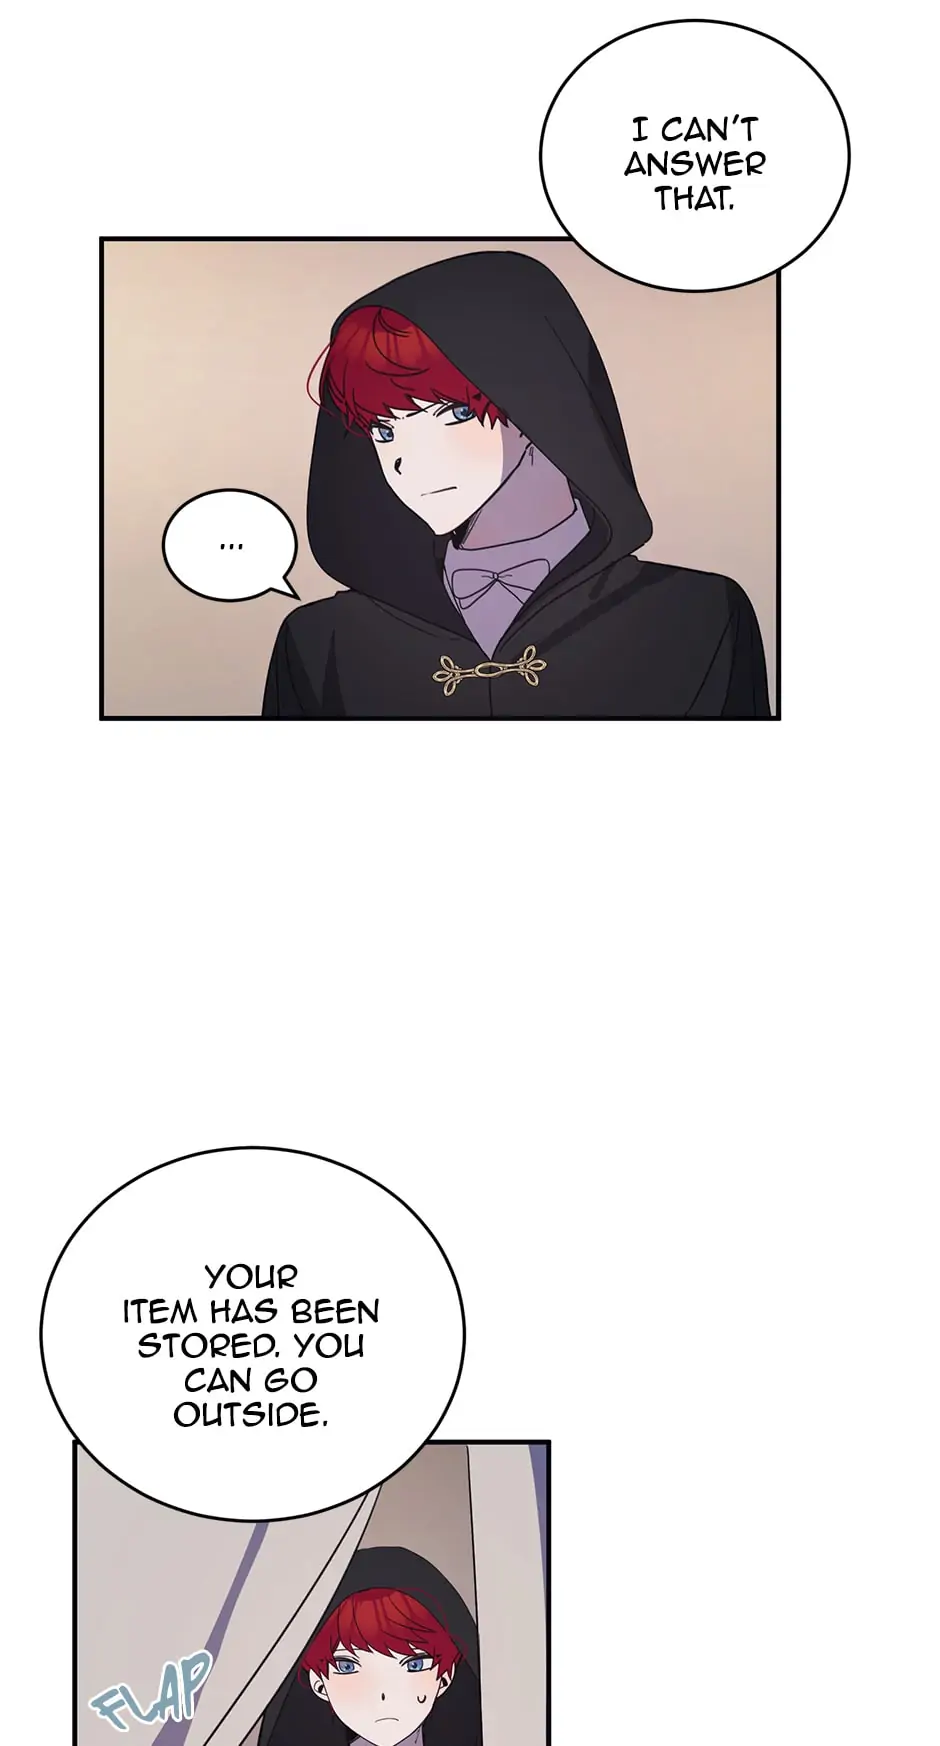 I CAN'T
ANSWER
THAT.
...
YOUR
ITEM HAS BEEN
STORED. YOU
CAN GO
OUTSIDE.
FLAP